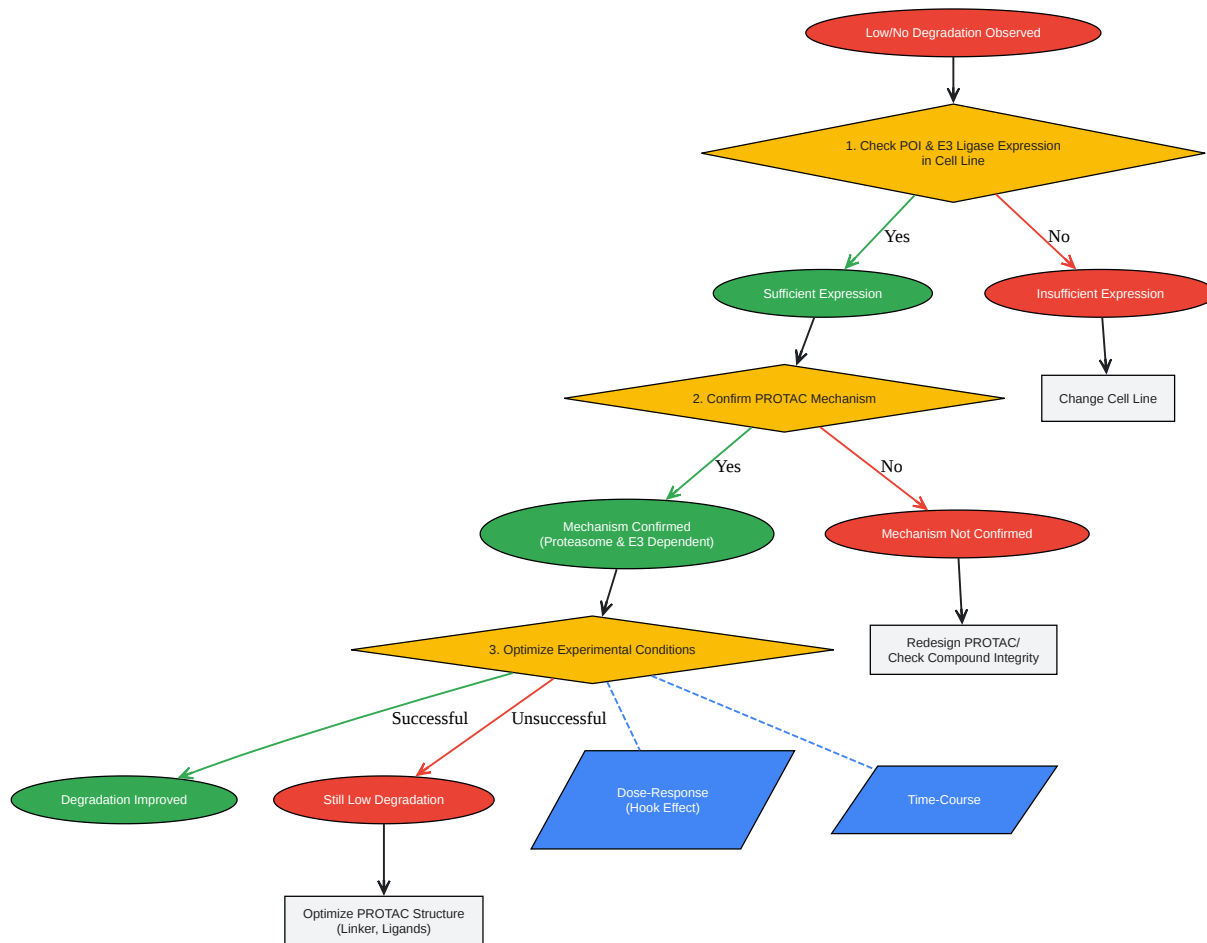 Low/No Degradation Observed
1. Check POI & E3 Ligase Expression
in Cell Line
Yes
No
Sufficient Expression
Insufficient Expression
Change Cell Line
2. Confirm PROTAC Mechanism
Yes
No
Mechanism Confirmed
(Proteasome & E3 Dependent)
Mechanism Not Confirmed
Redesign PROTAC/
Check Compound Integrity
3. Optimize Experimental Conditions
Successful
Unsuccessful
Degradation Improved
Still Low Degradation
Dose-Response
(Hook Effect)
Time-Course
Optimize PROTAC Structure
(Linker, Ligands)